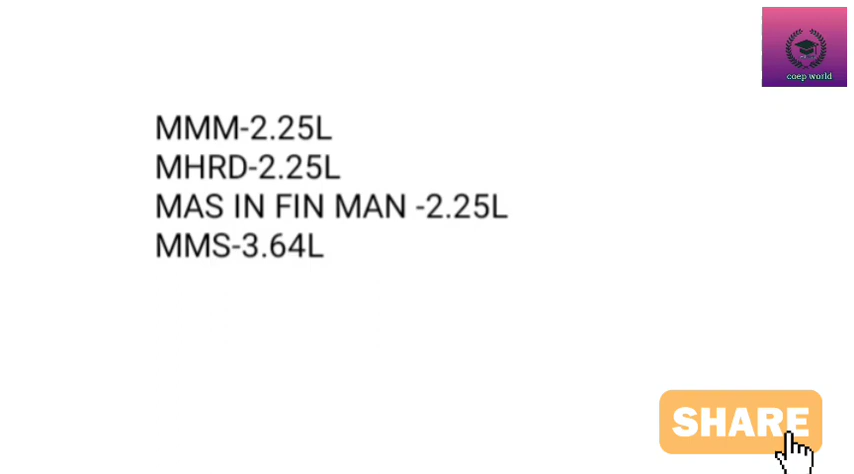 coep world
MMM-2.25L
MHRD-2.25L
MAS IN FIN MAN -2.25L
MMS-3.64L
SHARE